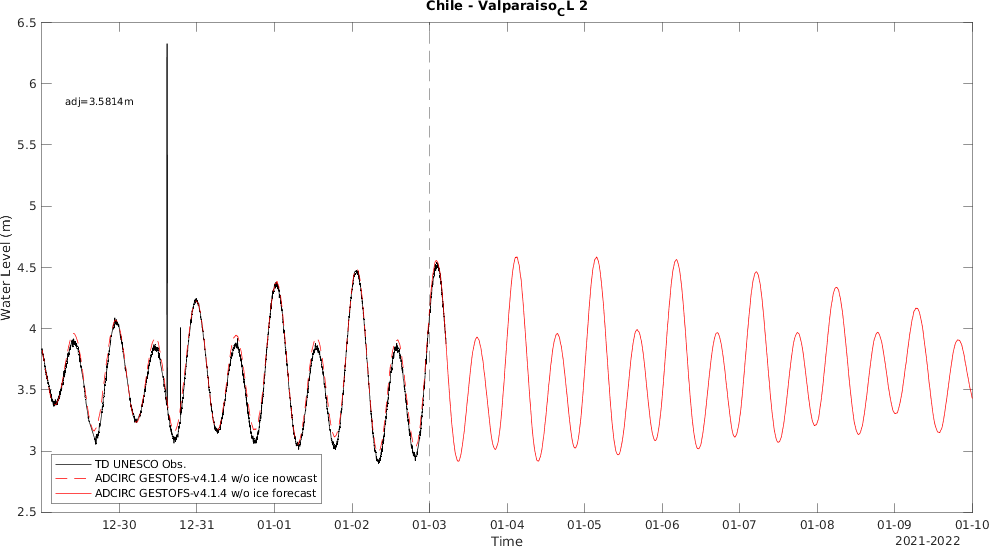 Chile - Valparaiso_C L 2
6.5
6
5.5
5
4.5
4
3.5
3
2.5
Water Level (m)
adj=3.5814m
TD UNESCO Obs.
ADCIRC GESTOFS-v4.1.4 w/o ice nowcast
ADCIRC GESTOFS-v4.1.4 w/o ice forecast
12-30 12-31 01-01 01-02 01-03 01-04 01-05 01-06 01-07 01-08 01-09 01-10
Time
2021-2022